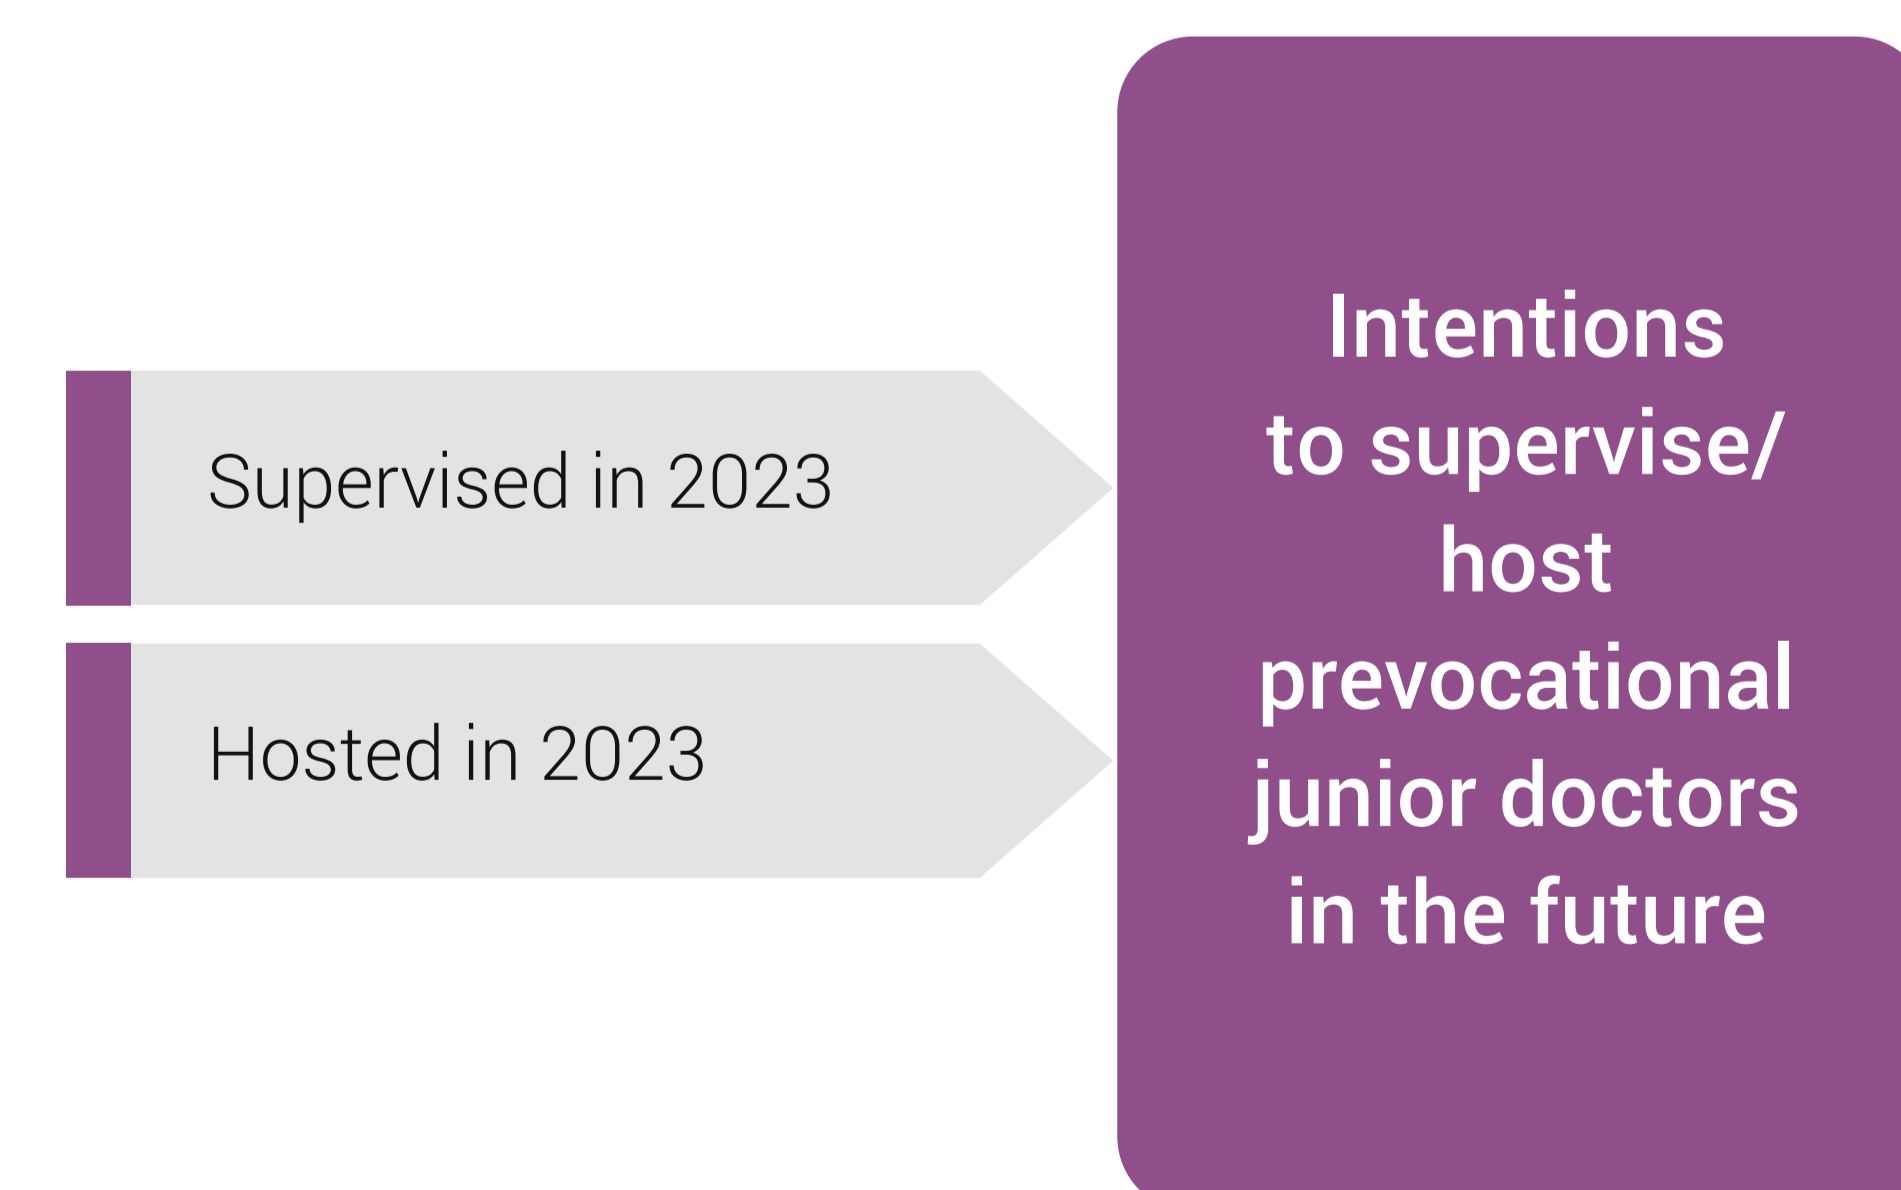 Supervised in 2023
Hosted in 2023
Intentions
to supervise/
host
prevocational
junior doctors
in the future